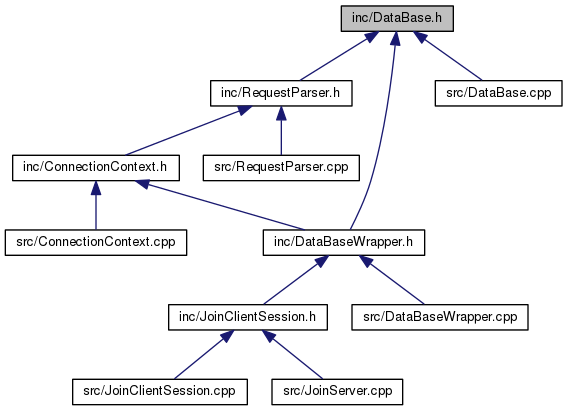 inc/DataBase.h
inc/RequestParser.h
src/DataBase.cpp
inc/ConnectionContext.h
src/RequestParser.cpp
src/ConnectionContext.cpp
inc/DataBaseWrapper.h
inc/JoinClientSession.h
src/DataBaseWrapper.cpp
src/JoinClientSession.cpp
src/JoinServer.cpp